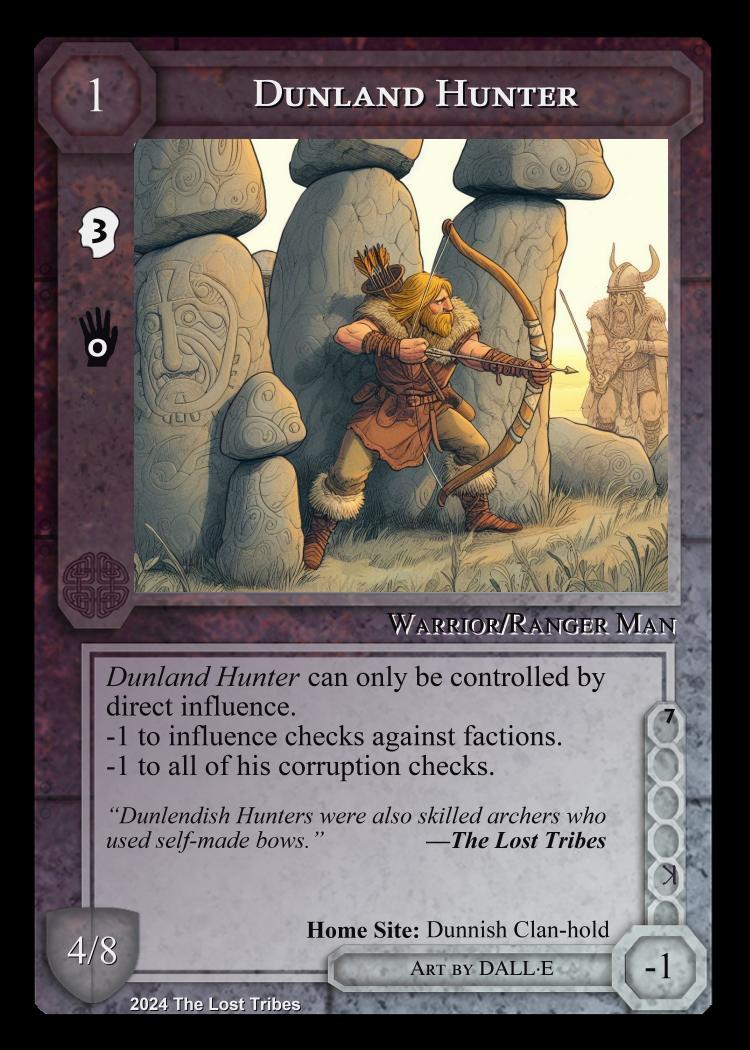 1
Dunland Hunter
3
0
Warrior/Ranger Man
Dunland Hunter can only be controlled by
direct influence.
-1 to influence checks against factions.
-1 to all of his corruption checks.
“Dunlendish Hunters were also skilled archers who
used self-made bows.” —The Lost Tribes
7
K
Home Site: Dunnish Clan-hold
4/8
Art by DALL·E
-1
2024 The Lost Tribes